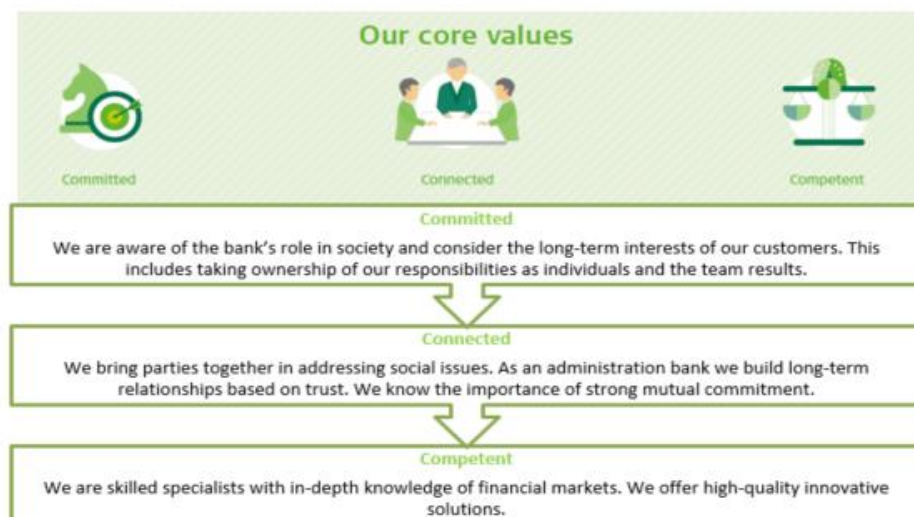 Our core values
Committed
Connected
Competent
Committed
We are aware of the bank's role in society and consider the long-term interests of our customers. This
includes taking ownership of our responsibilities as individuals and the team results.
Connected
We bring parties together in addressing social issues. As an administration bank we build long-term
relationships based on trust. We know the importance of strong mutual commitment.
Competent
We are skilled specialists with in-depth knowledge of financial markets. We offer high-quality innovative
solutions.